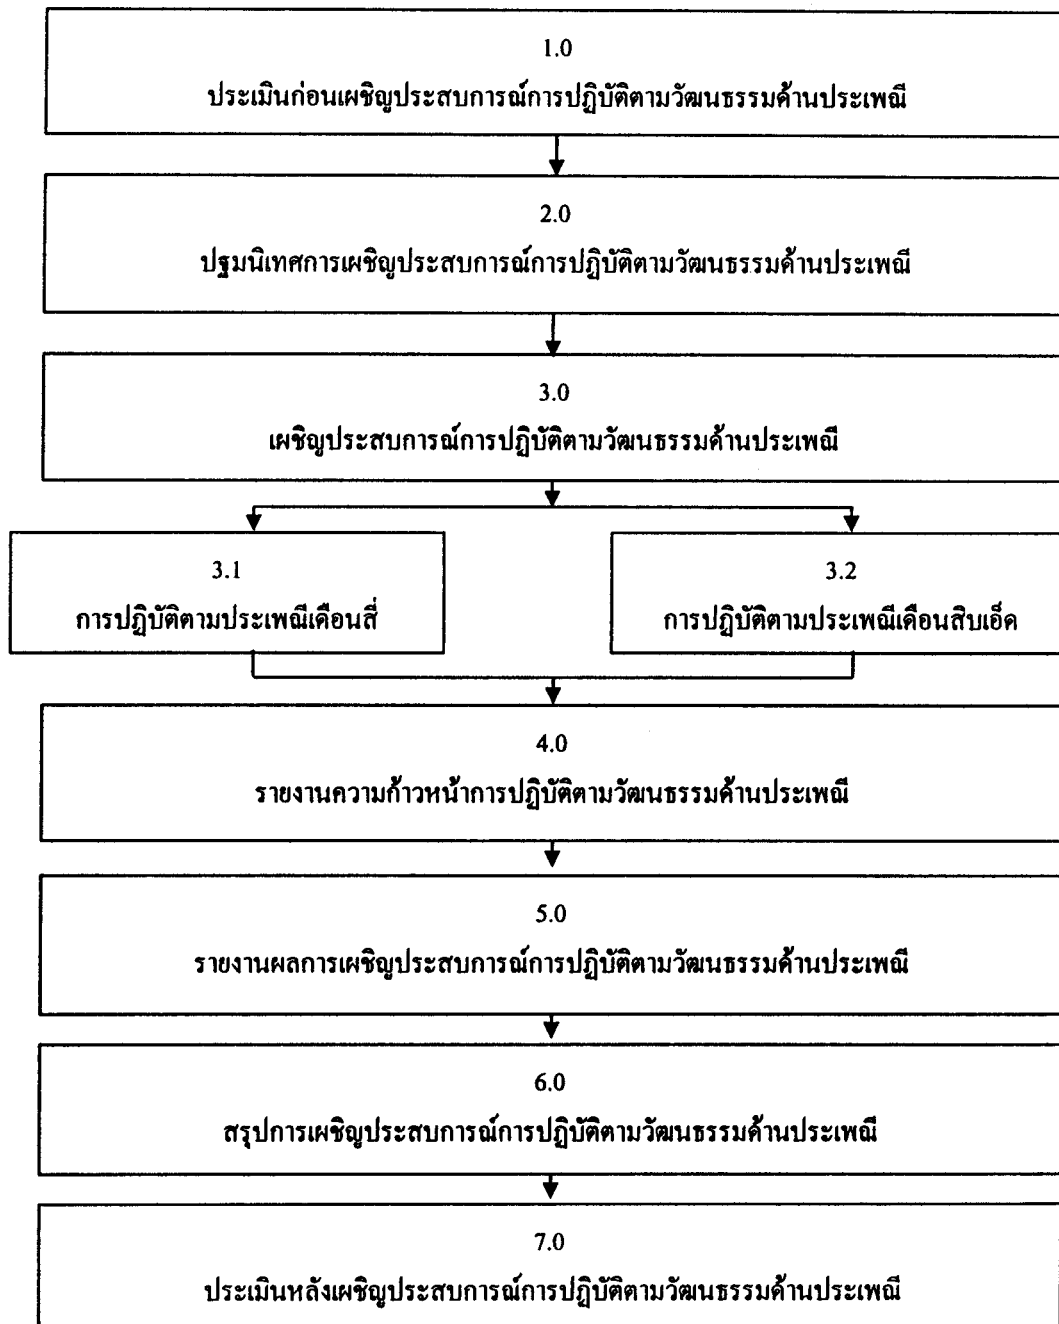 1.0
ประเมินก่อนเผชิญประสบการณ์การปฏิบัติตามวัฒนธรรมด้านประเพณี
2.0
ปฐมนิเทศการเผชิญประสบการณ์การปฏิบัติตามวัฒนธรรมด้านประเพณี
3.0
เผชิญประสบการณ์การปฏิบัติตามวัฒนธรรมด้านประเพณี
3.1
การปฏิบัติตามประเพณีเดือนสี่
3.2
การปฏิบัติตามประเพณีเดือนสิบเอ็ด
4.0
รายงานความก้าวหน้าการปฏิบัติตามวัฒนธรรมด้านประเพณี
5.0
รายงานผลการเผชิญประสบการณ์การปฏิบัติตามวัฒนธรรมด้านประเพณี
6.0
สรุปการเผชิญประสบการณ์การปฏิบัติตามวัฒนธรรมด้านประเพณี
7.0
ประเมินหลังเผชิญประสบการณ์การปฏิบัติตามวัฒนธรรมด้านประเพณี